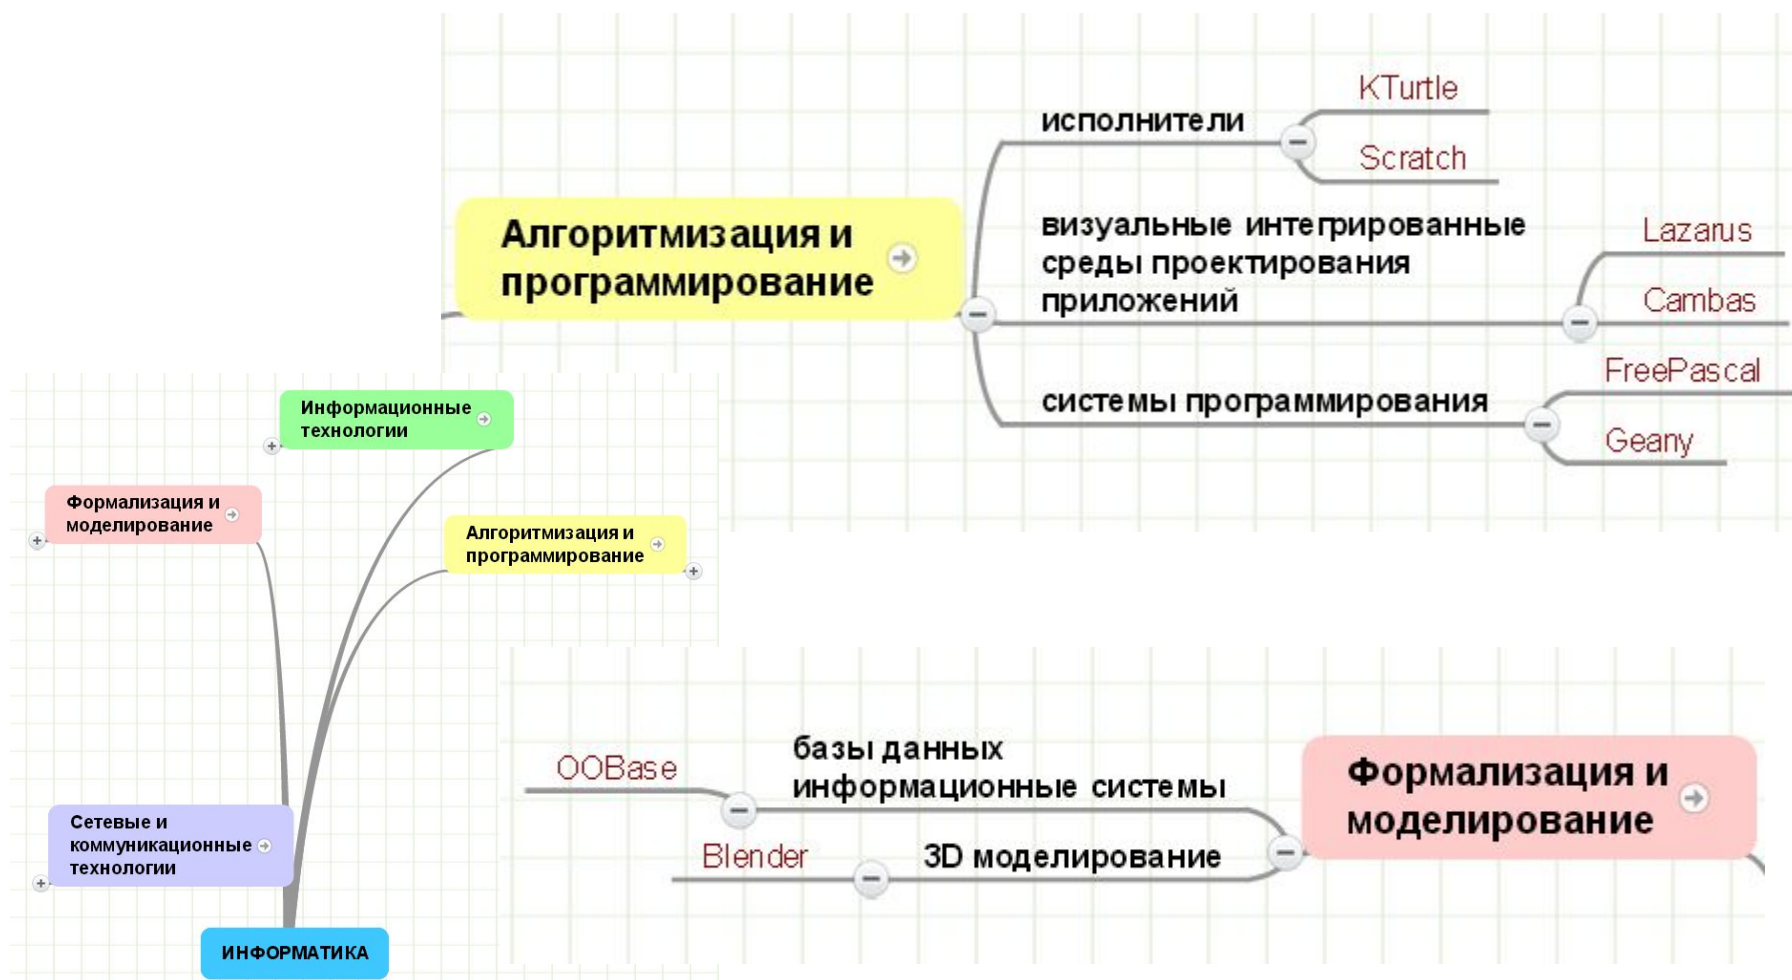 Алгоритмизация и
программирование
исполнители
KTurtle
Scratch
визуальные интегрированные
среды проектирования
приложений
Lazarus
Cambas
системы программирования
FreePascal
Geany
Информационные
технологии
Формализация и
моделирование
Алгоритмизация и
программирование
Сетевые и
коммуникационные
технологии
ИНФОРМАТИКА
OOBase
базы данных
информационные системы
Blender
3D моделирование
Формализация и
моделирование